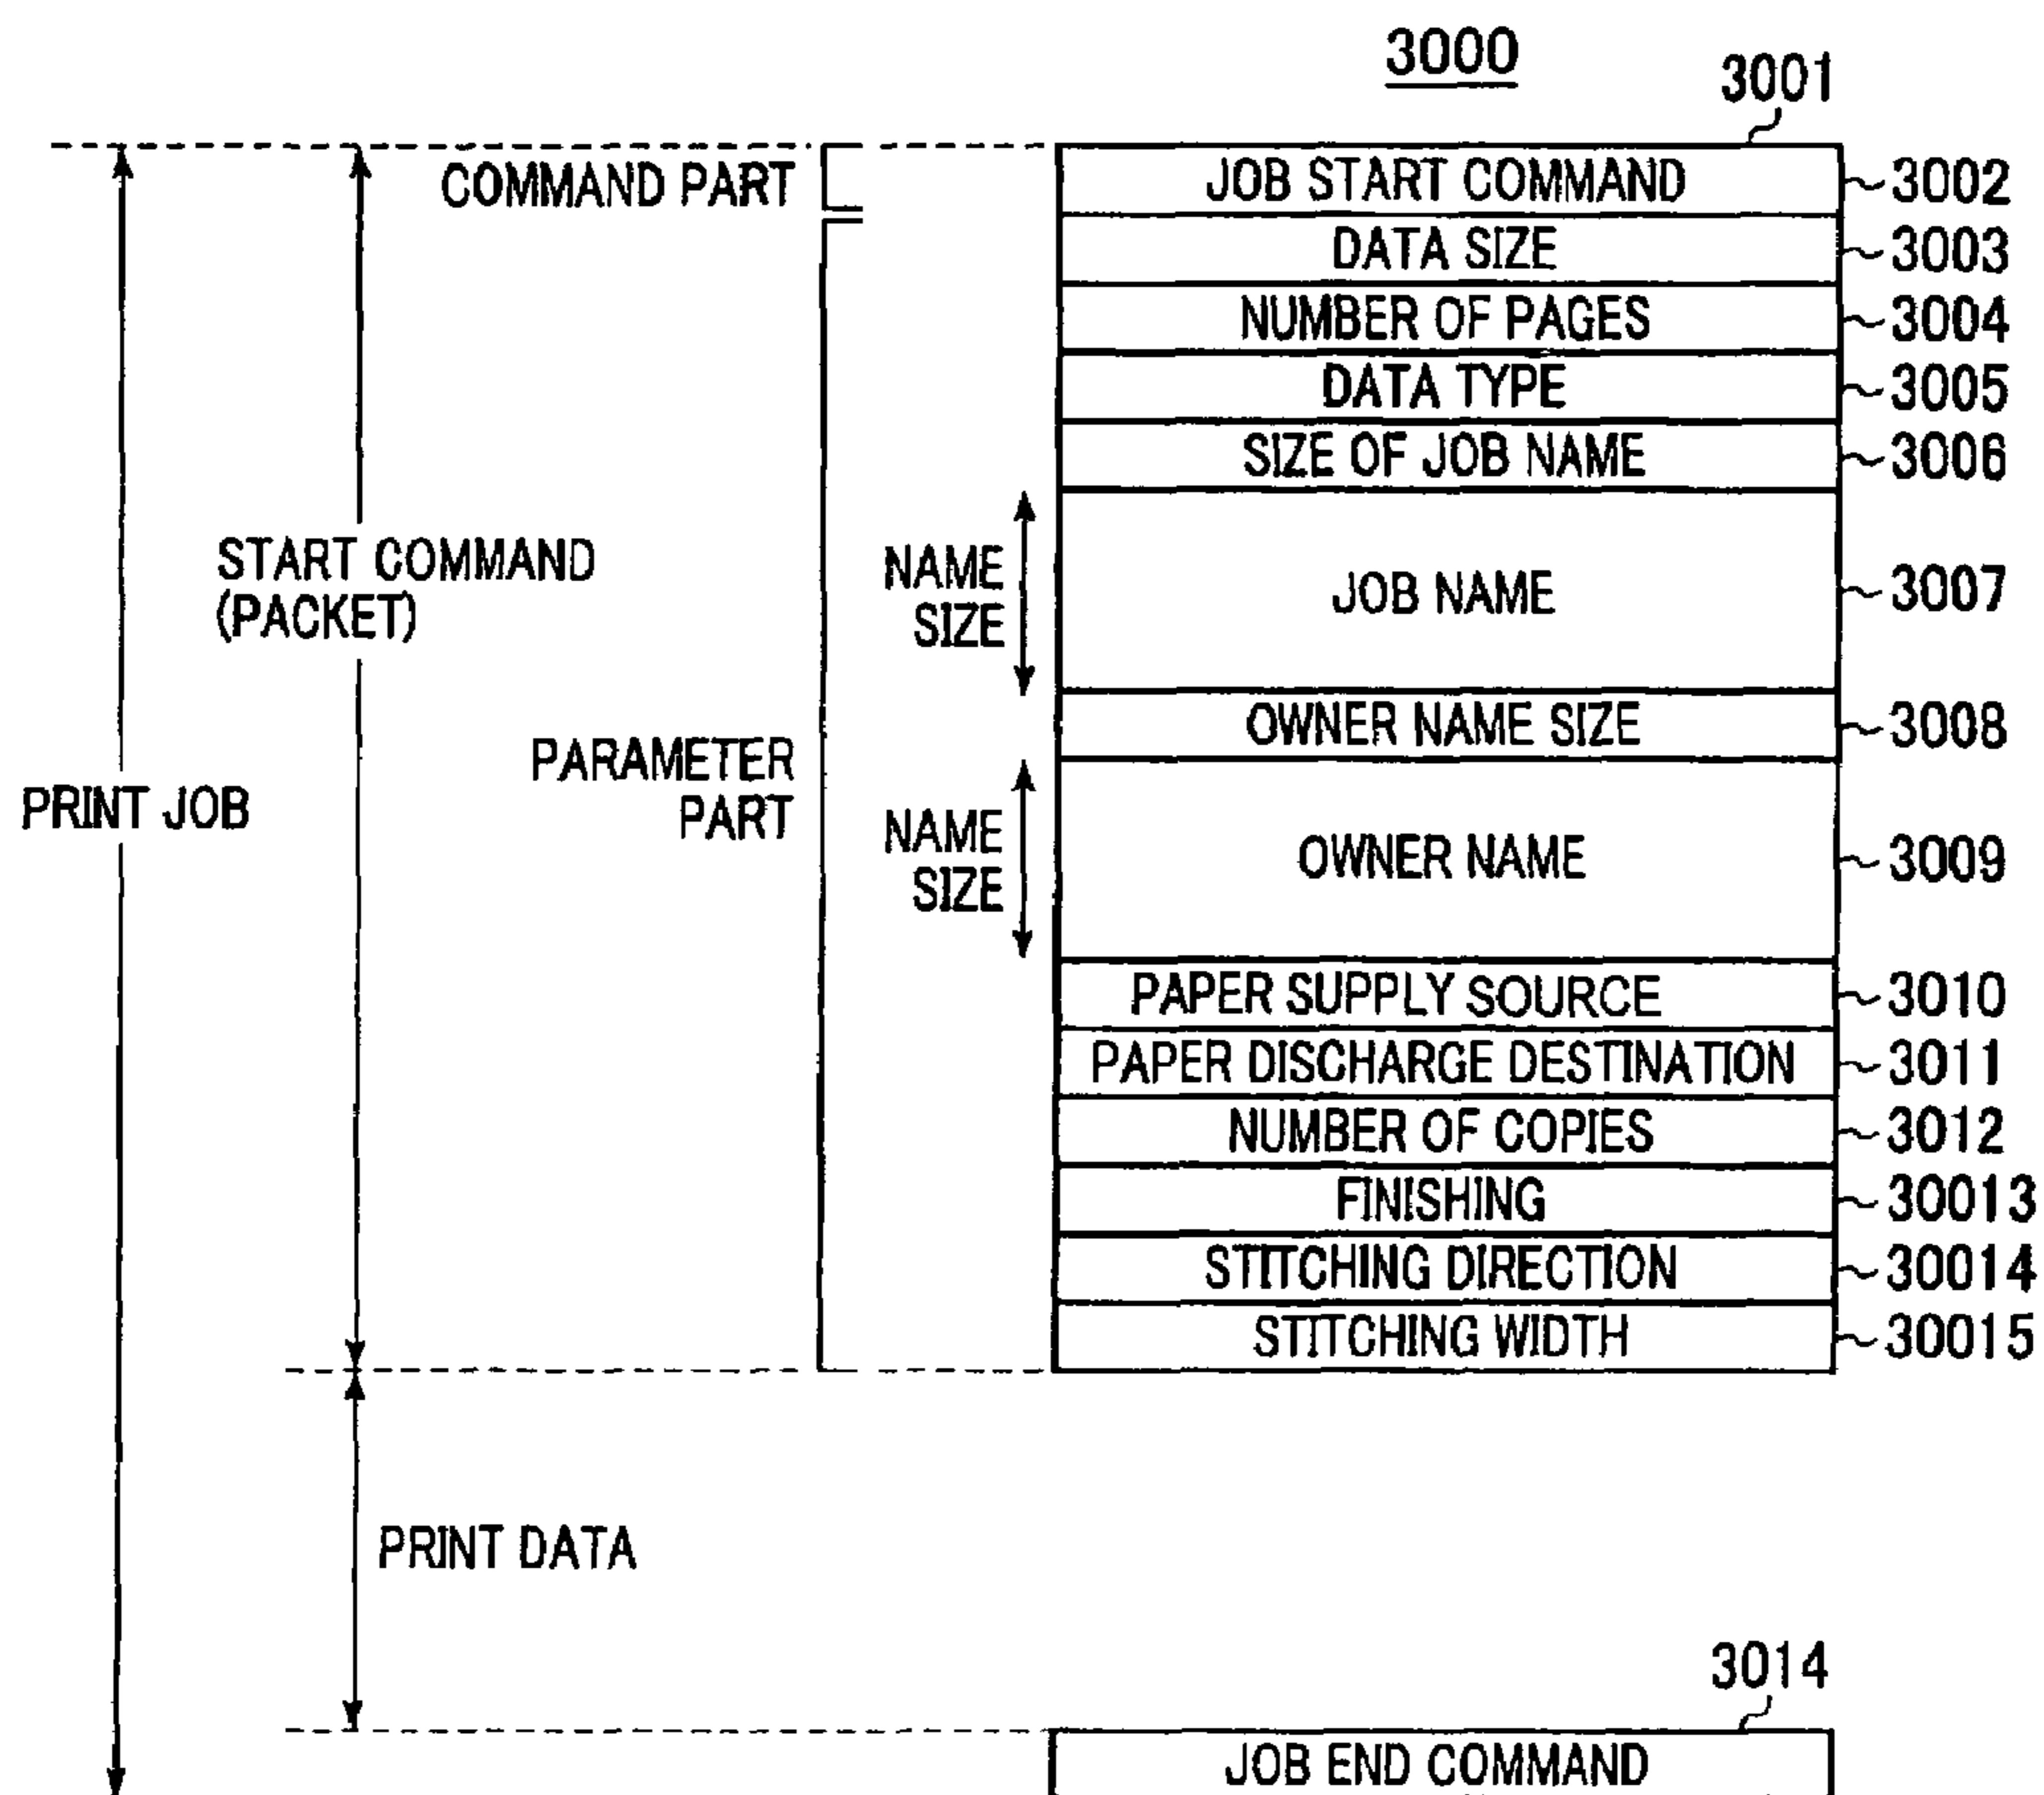 3000
3001
COMMAND PART
JOB START COMMAND
3002
DATA SIZE
3003
NUMBER OF PAGES
3004
DATA TYPE
3005
SIZE OF JOB NAME
3006
START COMMAND
(PACKET)
NAME
SIZE
JOB NAME
3007
OWNER NAME SIZE
3008
PRINT JOB
PARAMETER
PART
NAME
SIZE
OWNER NAME
3009
PAPER SUPPLY SOURCE
3010
PAPER DISCHARGE DESTINATION
3011
NUMBER OF COPIES
3012
FINISHING
30013
STITCHING DIRECTION
30014
STITCHING WIDTH
30015
PRINT DATA
3014
JOB END COMMAND